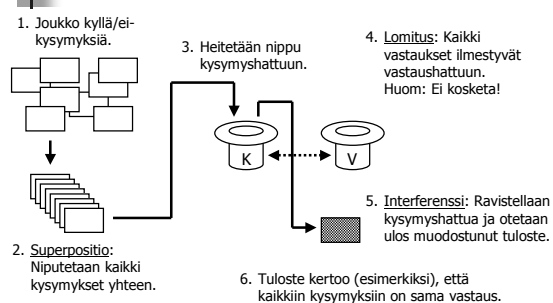 1. Joukko kyllä/ei-
kysymyksiä.
2. Superpositio:
Niputetaan kaikki
kysymykset yhteen.
3. Heitetään nippu
kysymyshattuun.
K
V
4. Lomitus: Kaikki
vastaukset ilmestyvät
vastaushattuun.
Huom: Ei kosketa!
5. Interferenssi: Ravistellaan
kysymyshattua ja otetaan
ulos muodostunut tuloste.
6. Tuloste kertoo (esimerkiksi), että
kaikkiin kysymyksiin on sama vastaus.